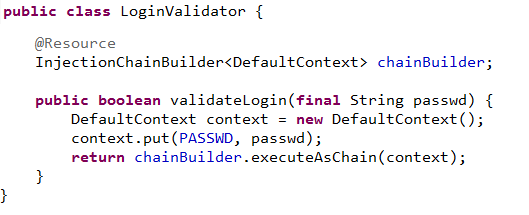 public class LoginValidator {
@Resource
InjectionChainBuilder<DefaultContext> chainBuilder;
public boolean validateLogin(final String passwd) {
DefaultContext context = new DefaultContext();
context.put(PASSWD, passwd);
return chainBuilder.executeAsChain(context);
}
}